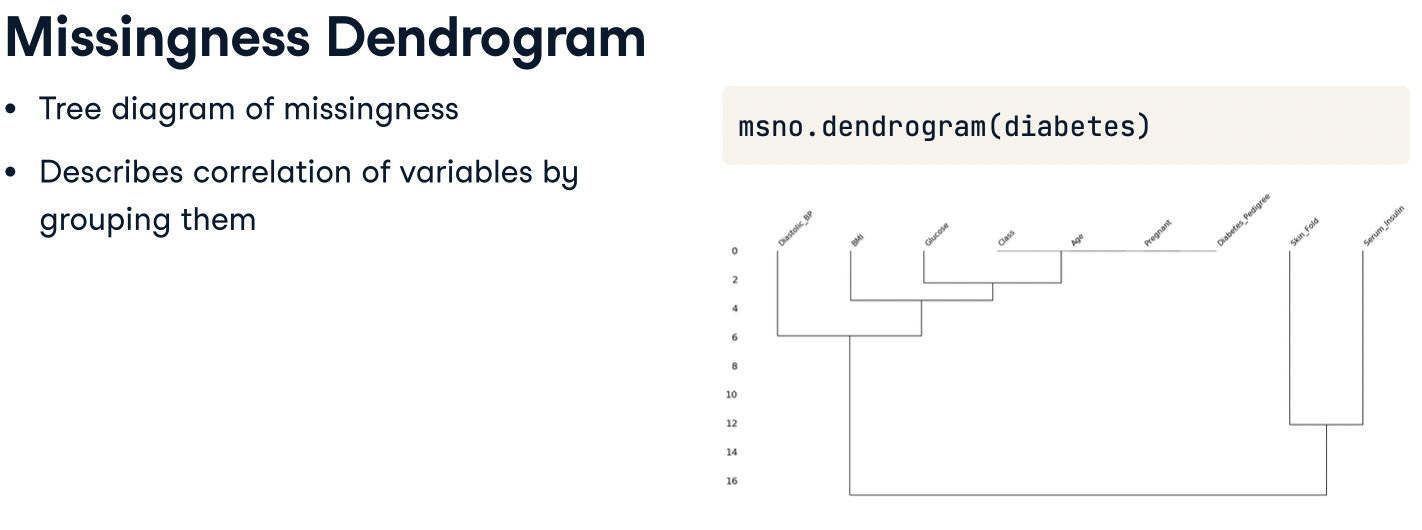 Missingness Dendrogram
• Tree diagram of missingness
• Describes correlation of variables by
grouping them
msno.dendrogram(diabetes)
Diastolic_BP
BMI
Glucose
Class
Age
Pregnant
Diabetes_Pedigree
Skin_Fold
Serum_Insulin
0
2
4
6
8
10
12
14
16